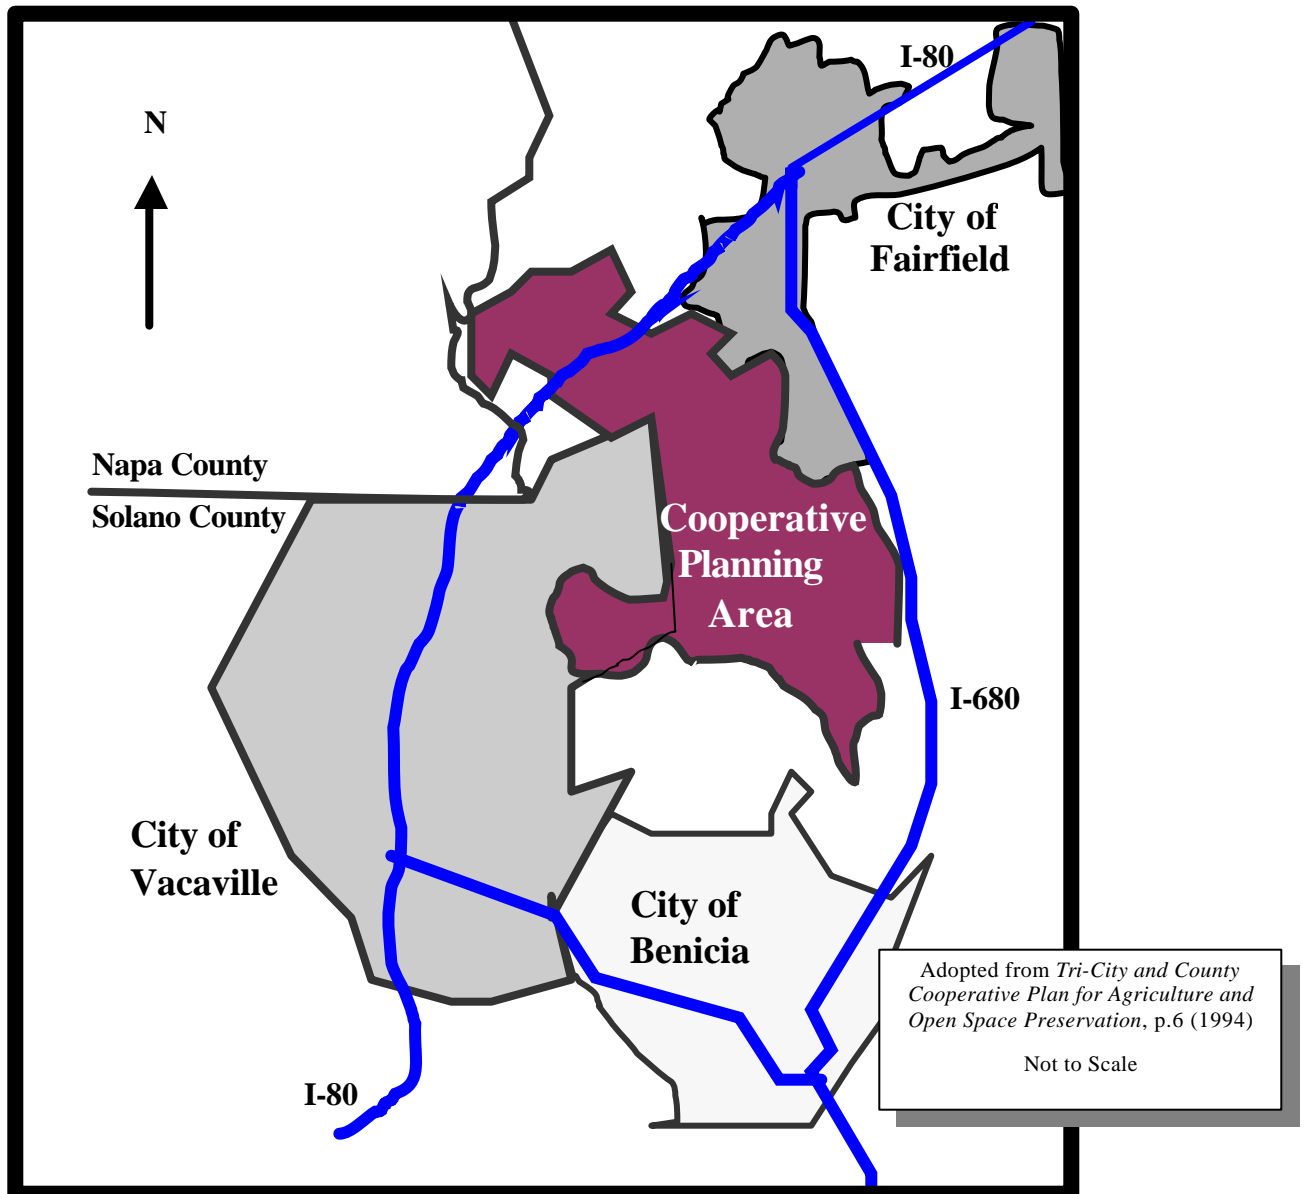 I-80
N
City of
Fairfield
Napa County
Solano County
Cooperative
Planning
Area
I-680
City of
Vacaville
City of
Benicia
Adopted from Tri-City and County
Cooperative Plan for Agriculture and
Open Space Preservation, p.6 (1994)
Not to Scale
I-80